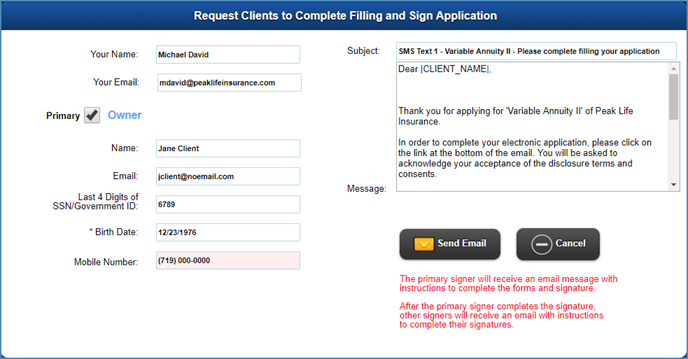 Request Clients to Complete Filling and Sign Application
Your Name: Michael David
Your Email: mdavid@peaklifeinsurance.com
Primary Owner
Name: Jane Client
Email: jclient@noemail.com
Last 4 Digits of
SSN/Government ID: 6789
* Birth Date: 12/23/1976
Mobile Number: (719) 000-0000
Subject: SMS Text 1 - Variable Annuity II - Please complete filling your application
Message:
Dear |CLIENT_NAME|,
Thank you for applying for 'Variable Annuity II' of Peak Life
Insurance.
In order to complete your electronic application, please click on
the link at the bottom of the email. You will be asked to
acknowledge your acceptance of the disclosure terms and
consents.
Send Email
Cancel
The primary signer will receive an email message with
instructions to complete the forms and signature.
After the primary signer completes the signature,
other signers will receive an email with instructions
to complete their signatures.